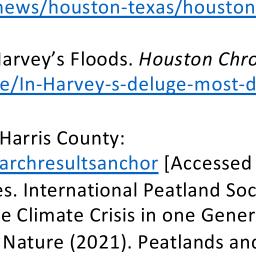 news/houston-texas/houston
Harvey's Floods. Houston Chro
e/In-Harvey-s-deluge-most-d
Harris County:
archresultsanchor [Accessed
es. International Peatland Soc
e Climate Crisis in one Gener
Nature (2021). Peatlands and